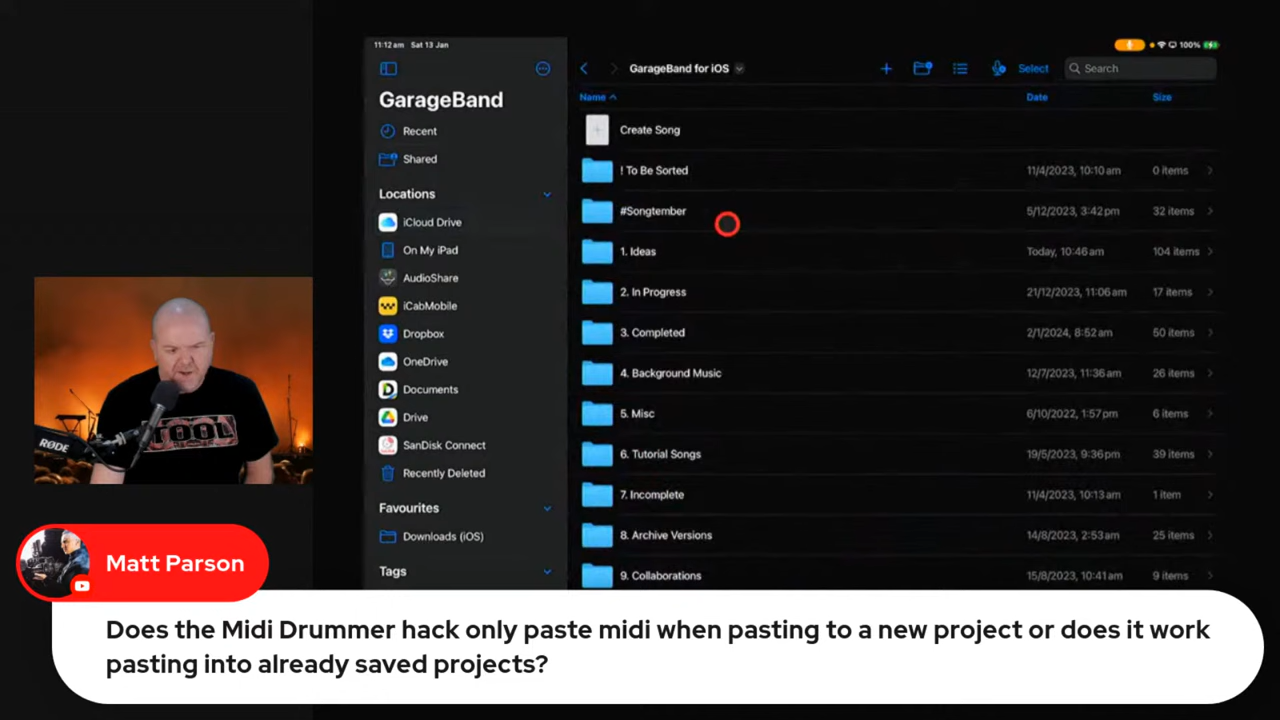 11:12 am Sat 13 Jan
100%
GarageBand
Recent
Shared
Locations
iCloud Drive
On My iPad
AudioShare
iCabMobile
Dropbox
OneDrive
Documents
Drive
SanDisk Connect
Recently Deleted
Favourites
Downloads (iOS)
Tags
GarageBand for iOS
Select
Search
Name Date Size
Create Song
! To Be Sorted 11/4/2023, 10:10 am 0 items
#Songtember 5/12/2023, 3:42 pm 32 items
1. Ideas Today, 10:46 am 104 items
2. In Progress 21/12/2023, 11:06 am 17 items
3. Completed 2/1/2024, 8:52 am 50 items
4. Background Music 12/7/2023, 11:36 am 26 items
5. Misc 6/10/2022, 1:57 pm 6 items
6. Tutorial Songs 19/5/2023, 9:36 pm 39 items
7. Incomplete 11/4/2023, 10:13 am 1 item
8. Archive Versions 14/8/2023, 2:53 am 25 items
9. Collaborations 15/8/2023, 10:41 am 9 items
RØDE
TOOL
Matt Parson
Does the Midi Drummer hack only paste midi when pasting to a new project or does it work
pasting into already saved projects?